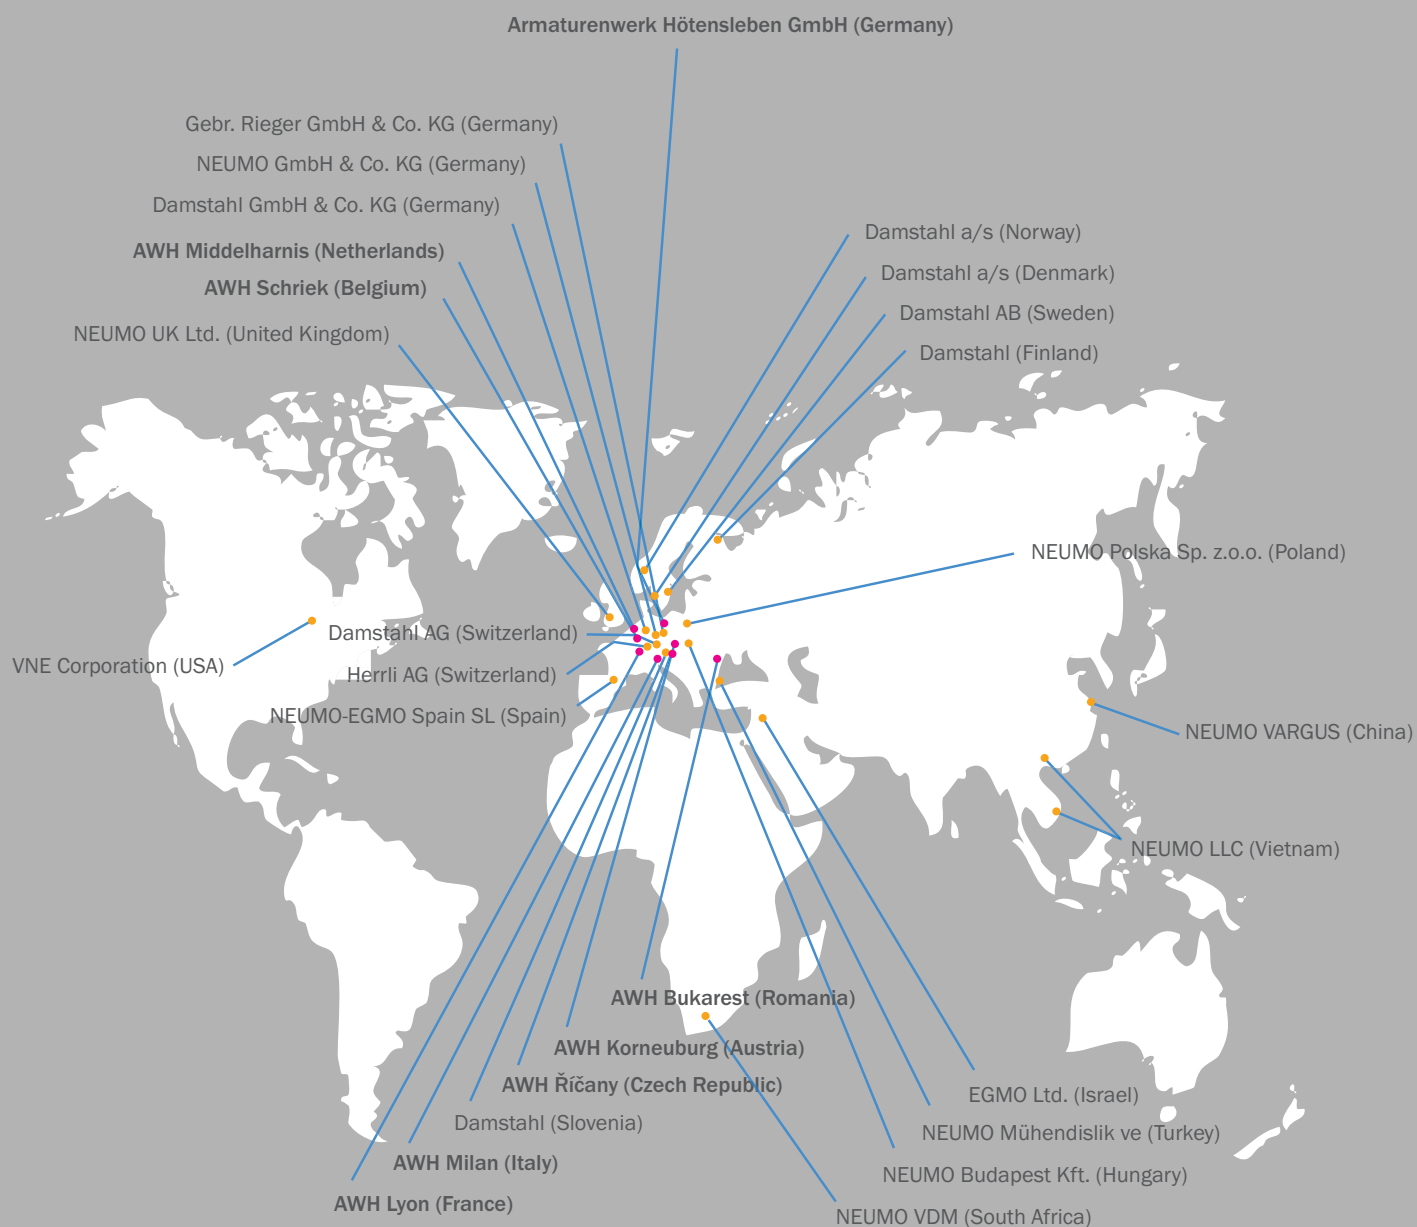 Armaturenwerk Hötensleben GmbH (Germany)
Gebr. Rieger GmbH & Co. KG (Germany)
NEUMO GmbH & Co. KG (Germany)
Damstahl GmbH & Co. KG (Germany)
AWH Middelharnis (Netherlands)
AWH Schriek (Belgium)
NEUMO UK Ltd. (United Kingdom)
Damstahl a/s (Norway)
Damstahl a/s (Denmark)
Damstahl AB (Sweden)
Damstahl (Finland)
NEUMO Polska Sp. z.o.o. (Poland)
Damstahl AG (Switzerland)
VNE Corporation (USA)
Herrli AG (Switzerland)
NEUMO-EGMO Spain SL (Spain)
NEUMO VARGUS (China)
NEUMO LLC (Vietnam)
AWH Bukarest (Romania)
AWH Korneuburg (Austria)
AWH Říčany (Czech Republic)
Damstahl (Slovenia)
AWH Milan (Italy)
AWH Lyon (France)
EGMO Ltd. (Israel)
NEUMO Mühendislik ve (Turkey)
NEUMO Budapest Kft. (Hungary)
NEUMO VDM (South Africa)